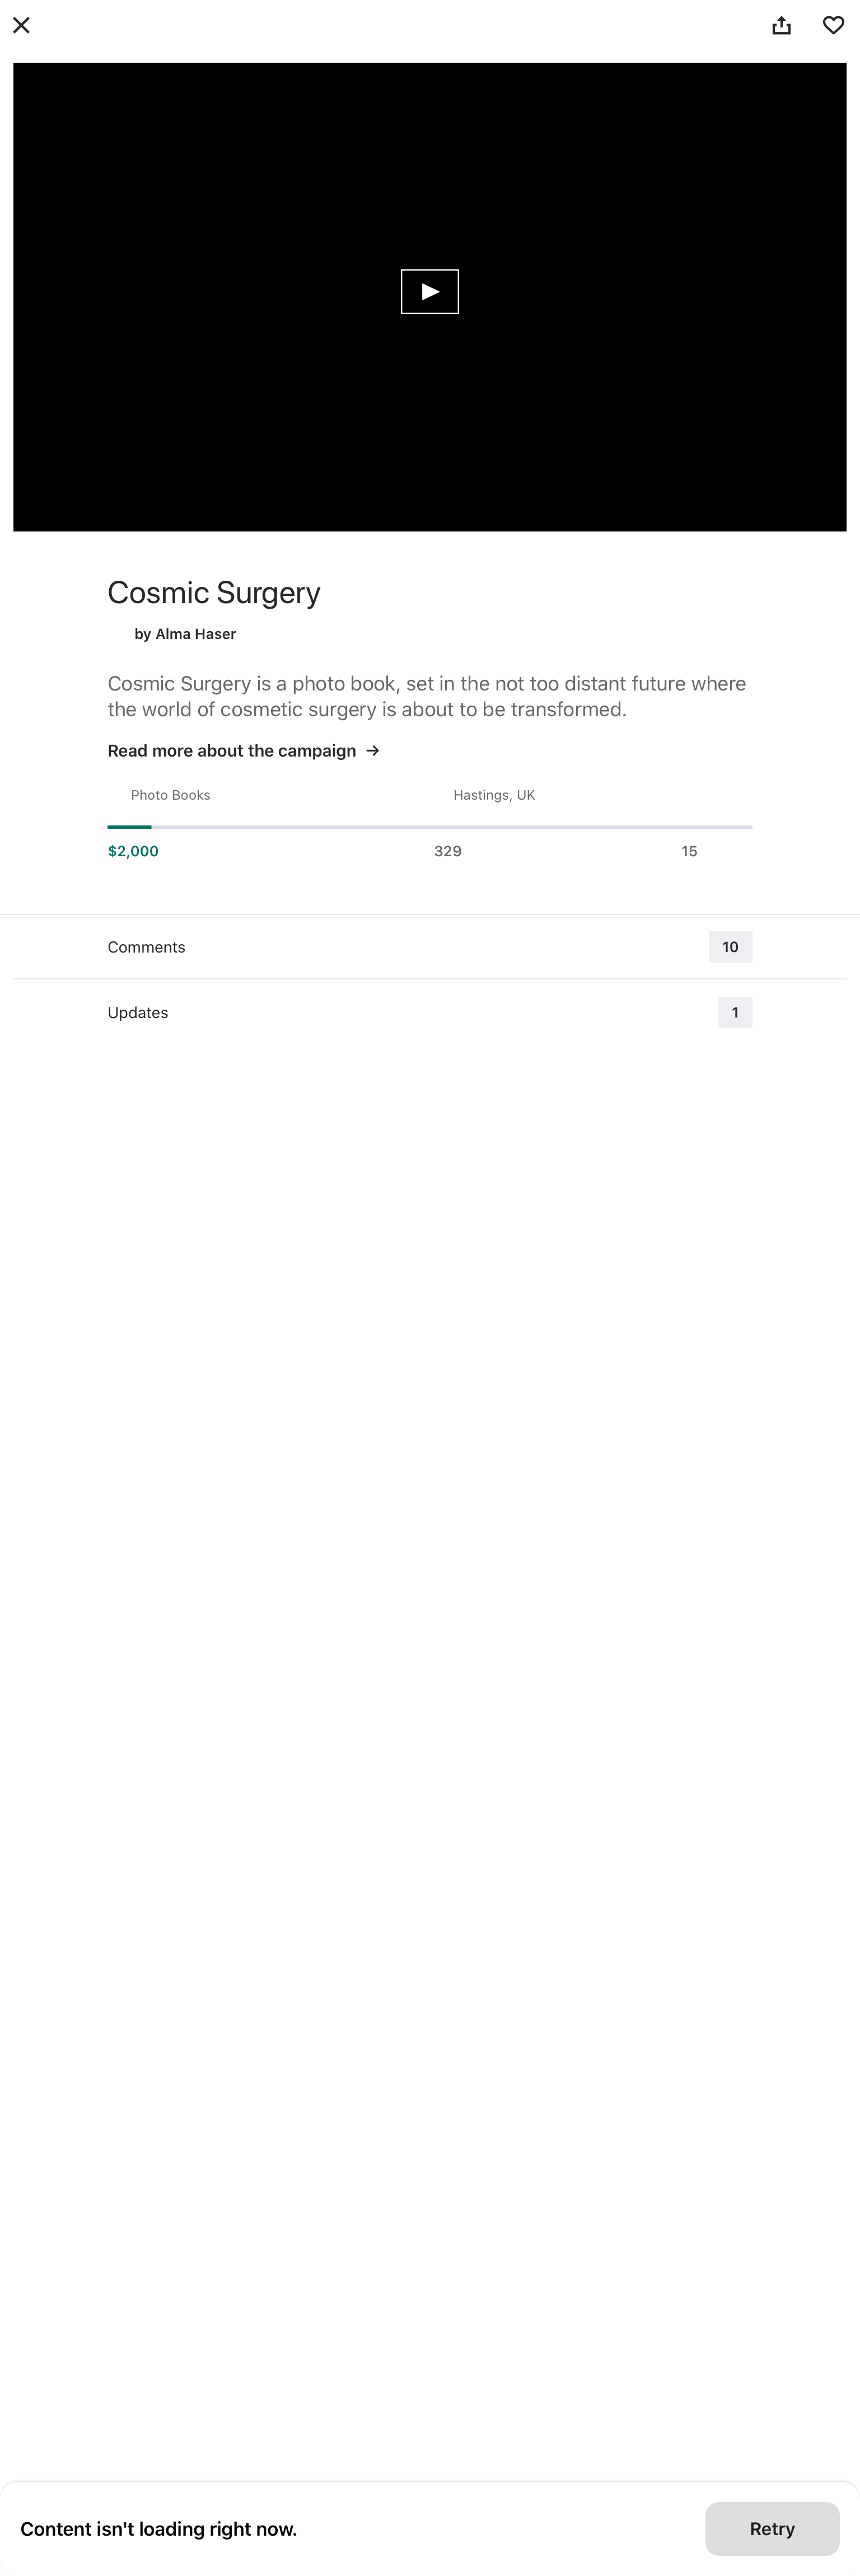 Cosmic Surgery
by Alma Haser
Cosmic Surgery is a photo book, set in the not too distant future where
the world of cosmetic surgery is about to be transformed.
Read more about the campaign →
Photo Books
Hastings, UK
$2,000
329
15
Comments
10
Updates
1
Content isn't loading right now.
Retry